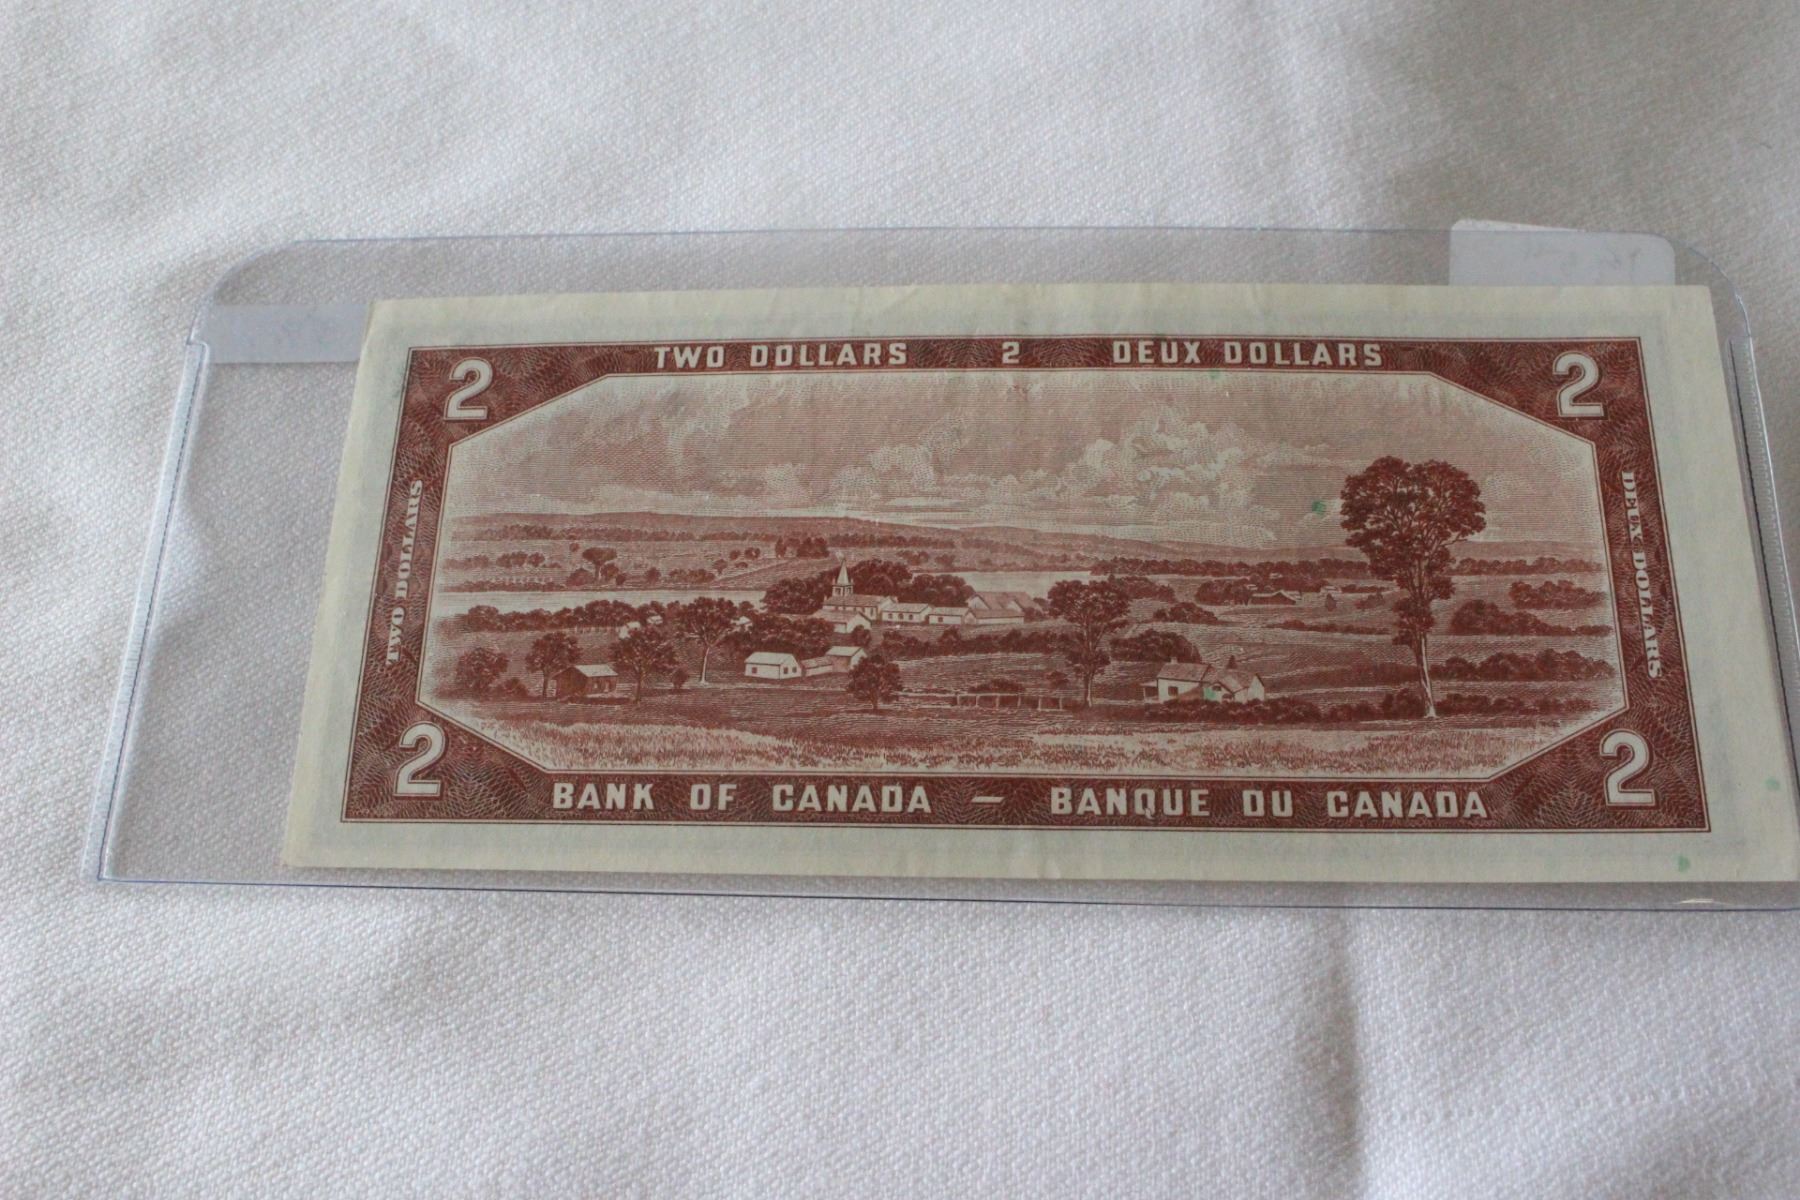 2 TWO DOLLARS 2 DEUX DOLLARS 2
TWO DOLLARS
DEUX DOLLARS
2 BANK OF CANADA — BANQUE DU CANADA 2